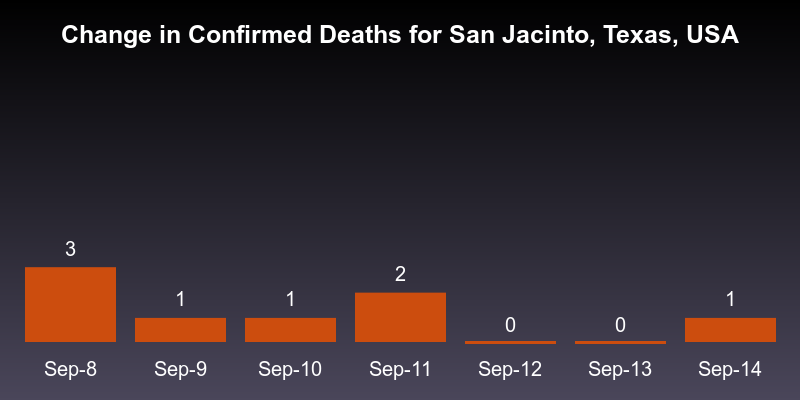 Change in Confirmed Deaths for San Jacinto, Texas, USA
3
1
1
2
0
0
1
Sep-8
Sep-9
Sep-10
Sep-11
Sep-12
Sep-13
Sep-14